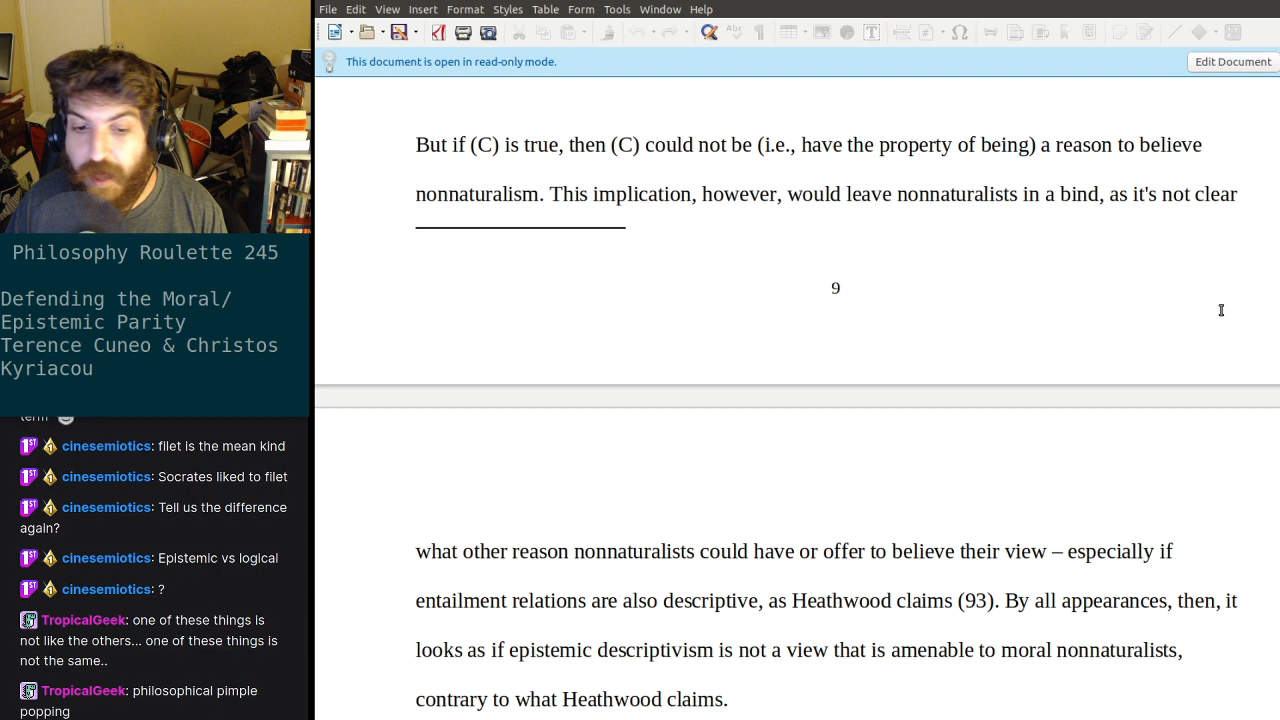 File Edit View Insert Format Styles Table Form Tools Window Help
This document is open in read-only mode.
Edit Document
But if (C) is true, then (C) could not be (i.e., have the property of being) a reason to believe
nonnaturalism. This implication, however, would leave nonnaturalists in a bind, as it's not clear
9
what other reason nonnaturalists could have or offer to believe their view – especially if
entailment relations are also descriptive, as Heathwood claims (93). By all appearances, then, it
looks as if epistemic descriptivism is not a view that is amenable to moral nonnaturalists,
contrary to what Heathwood claims.
Philosophy Roulette 245
Defending the Moral/
Epistemic Parity
Terence Cuneo & Christos
Kyriacou
term
cinesemiotics: filet is the mean kind
cinesemiotics: Socrates liked to filet
cinesemiotics: Tell us the difference
again?
cinesemiotics: Epistemic vs logical
cinesemiotics: ?
TropicalGeek: one of these things is
not like the others... one of these things is
not the same..
TropicalGeek: philosophical pimple
popping